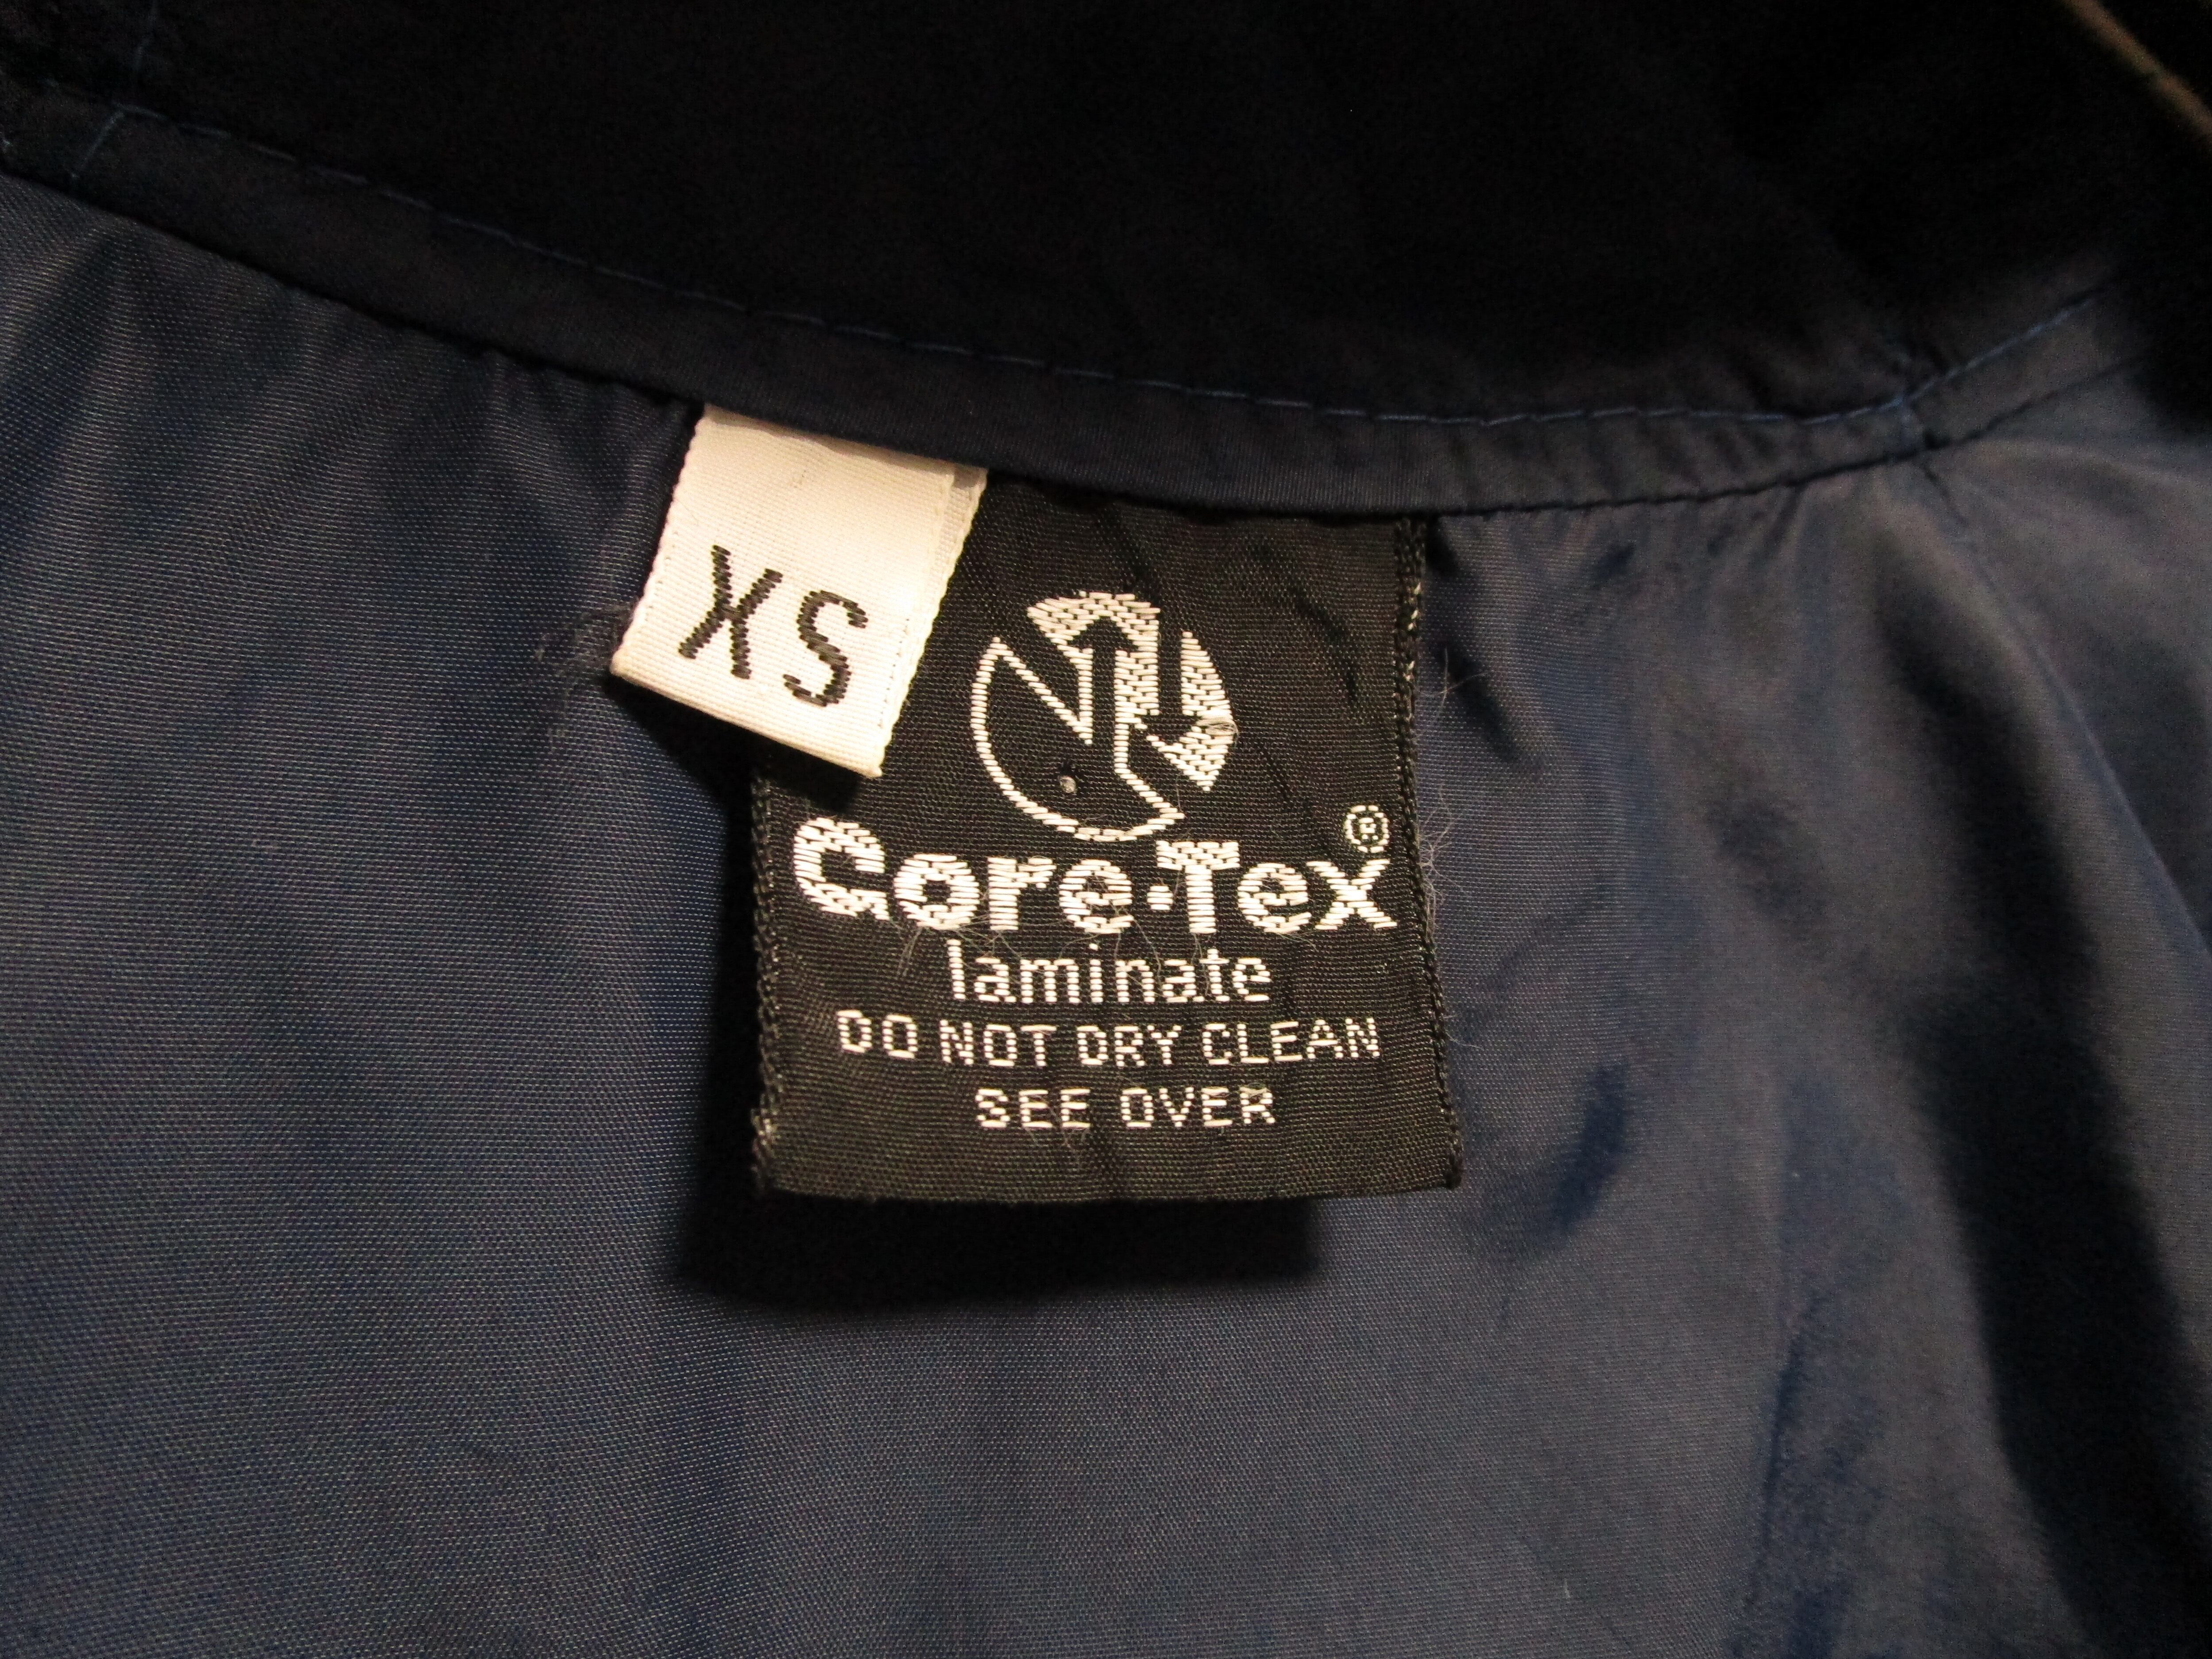 XS
Gore-Tex®
laminate
DO NOT DRY CLEAN
SEE OVER